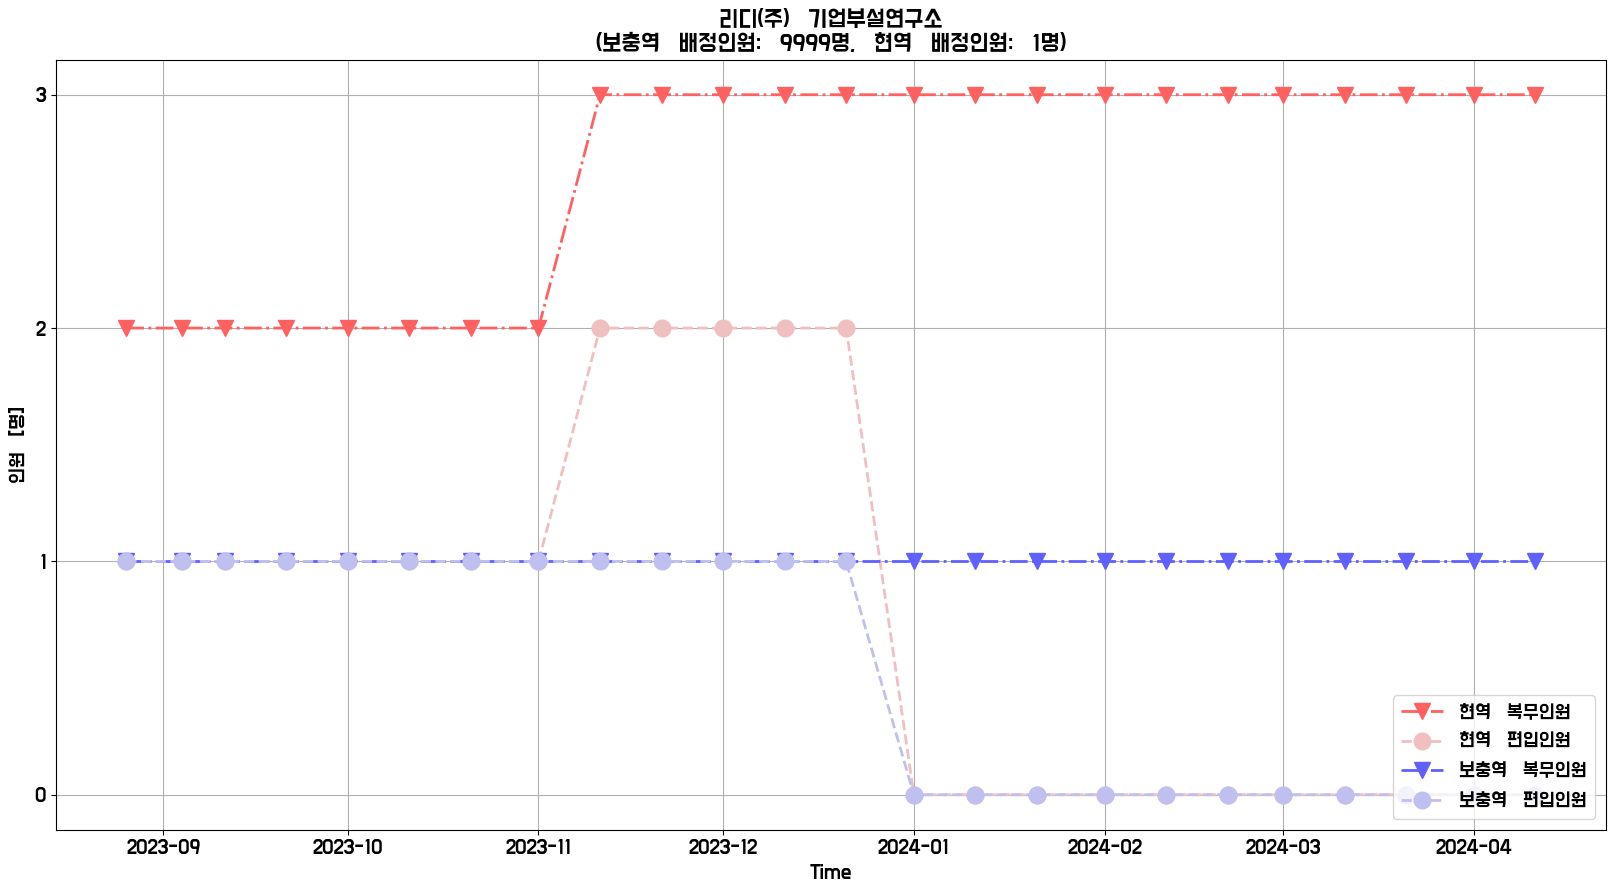 리디(주) 기업부설연구소
(보충역 배정인원: 9999명, 현역 배정인원: 1명)
3
2
1
0
인원 [명]
2023-09 2023-10 2023-11 2023-12 2024-01 2024-02 2024-03 2024-04
Time
현역 복무인원
현역 편입인원
보충역 복무인원
보충역 편입인원